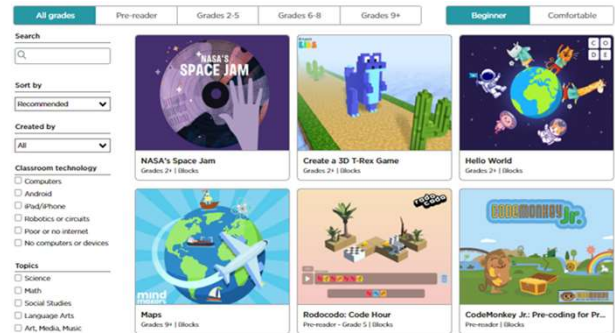 All grades
Pre-reader
Grades 2-5
Grades 6-8
Grades 9+
Beginner
Comfortable
Search
Sort by
Recommended
Created by
All
Classroom technology
Computers
Android
iPad/iPhone
Robotics or circuits
Poor or no internet
No computers or devices
Topics
Science
Math
Social Studies
Language Arts
Art, Media, Music
NASA'S
SPACE JAM
NASA's Space Jam
Grades 2+ | Blocks
Create a 3D T-Rex Game
Grades 2+ | Blocks
C O
D E
Hello World
Grades 2+ | Blocks
mind
Maps
Grades 9+ | Blocks
rodo
codo
Rodocodo: Code Hour
Pre-reader - Grade 5 | Blocks
CODEMONKEY Jr.
CodeMonkey Jr.: Pre-coding for Pr...
Pre-reader | Blocks